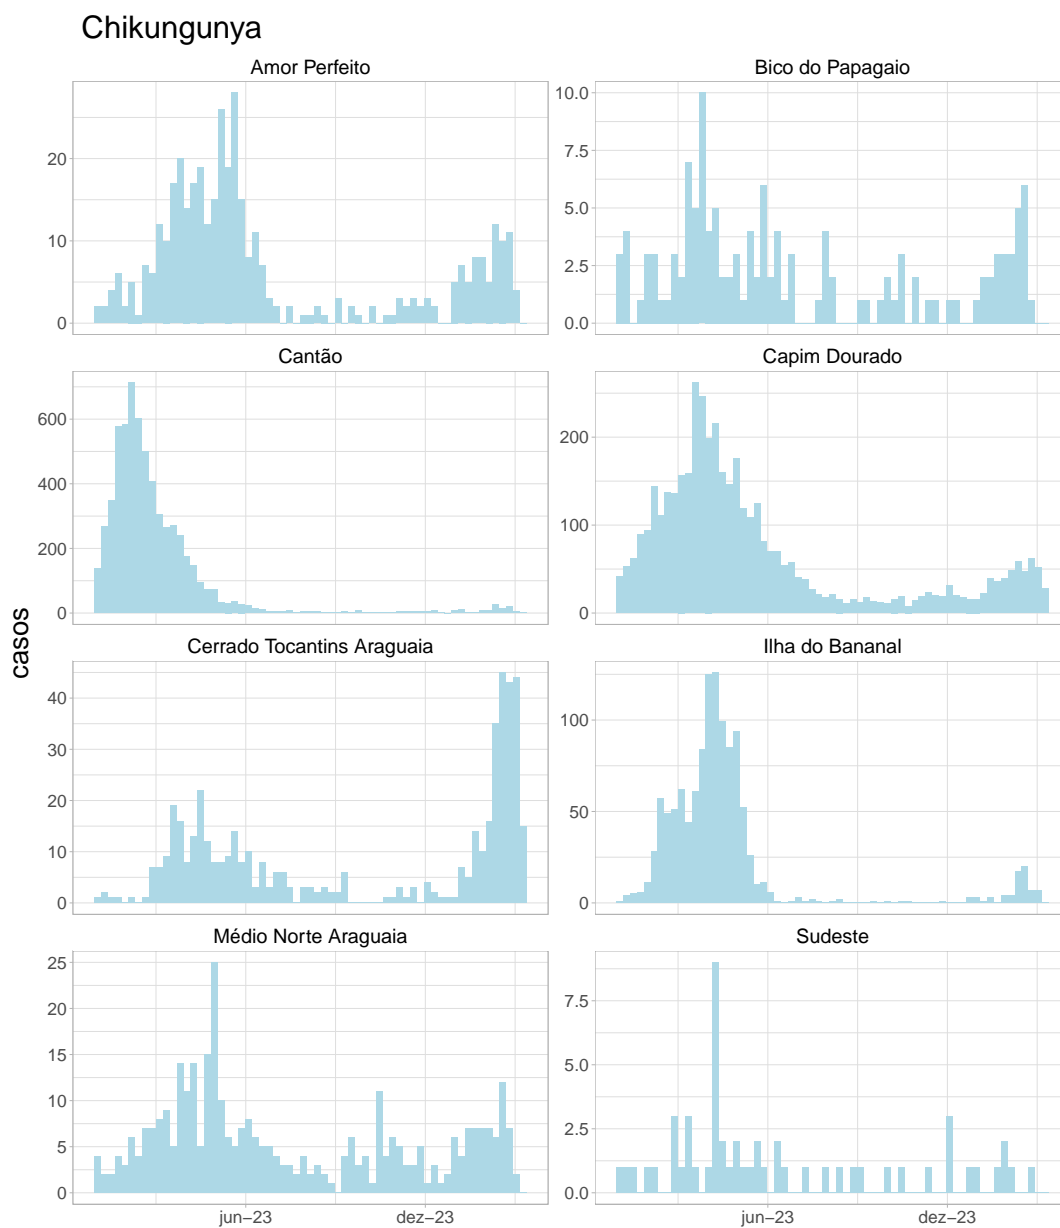 Chikungunya
Amor Perfeito
Bico do Papagaio
20
10
0
10.0
7.5
5.0
2.5
0.0
Cantão
Capim Dourado
600
400
200
0
200
100
0
casos
Cerrado Tocantins Araguaia
Ilha do Bananal
40
30
20
10
0
100
50
0
Médio Norte Araguaia
Sudeste
25
20
15
10
5
0
7.5
5.0
2.5
0.0
jun−23
dez−23
jun−23
dez−23